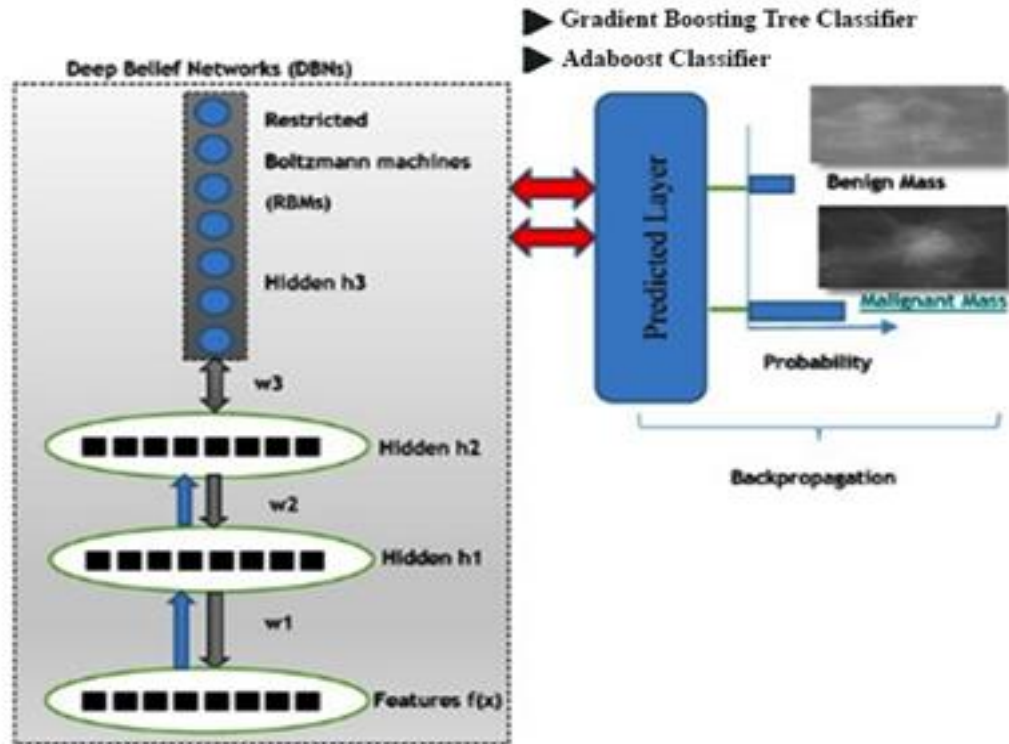 Gradient Boosting Tree Classifier
Adaboost Classifier
Deep Belief Networks (DBNs)
Restricted
Boltzmann machines
(RBMs)
Hidden h3
w3
Hidden h2
w2
Hidden h1
w1
Features f(x)
Predicted Layer
Benign Mass
Malignant Mass
Probability
Backpropagation